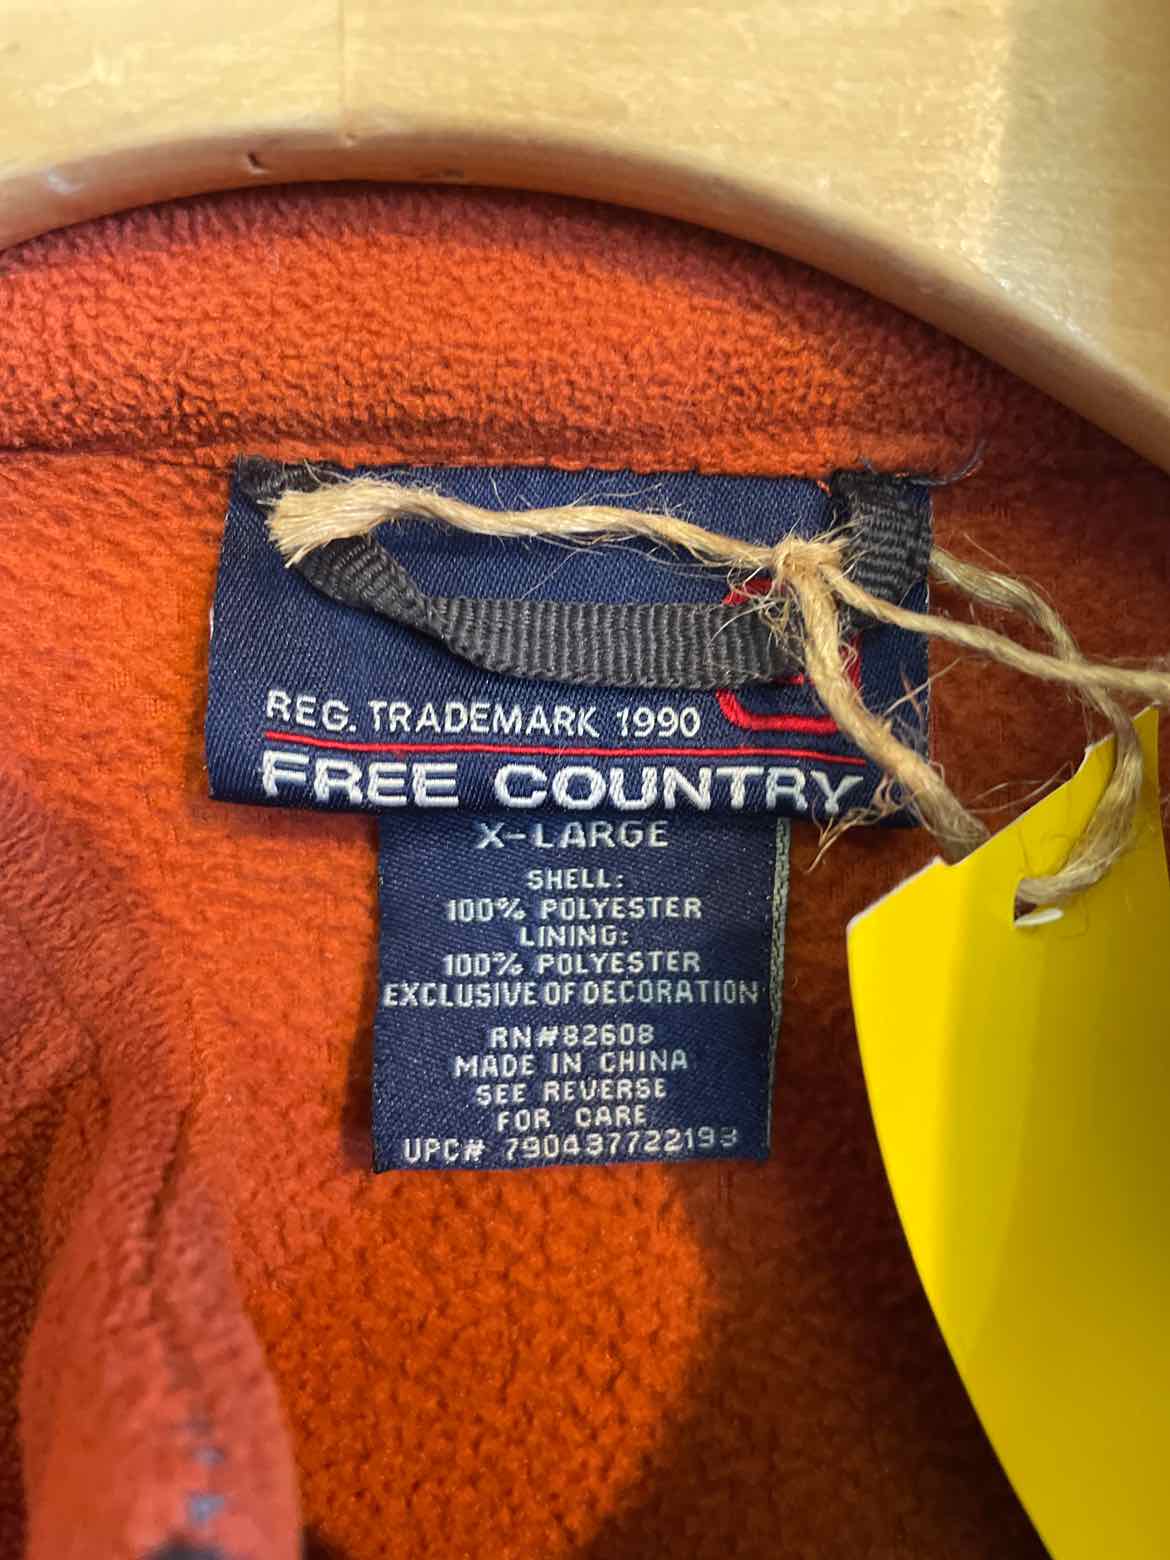 REG. TRADEMARK 1990
FREE COUNTRY
X-LARGE
SHELL:
100% POLYESTER
LINING:
100% POLYESTER
EXCLUSIVE OF DECORATION
RN#82608
MADE IN CHINA
SEE REVERSE
FOR CARE
UPC# 790437722193